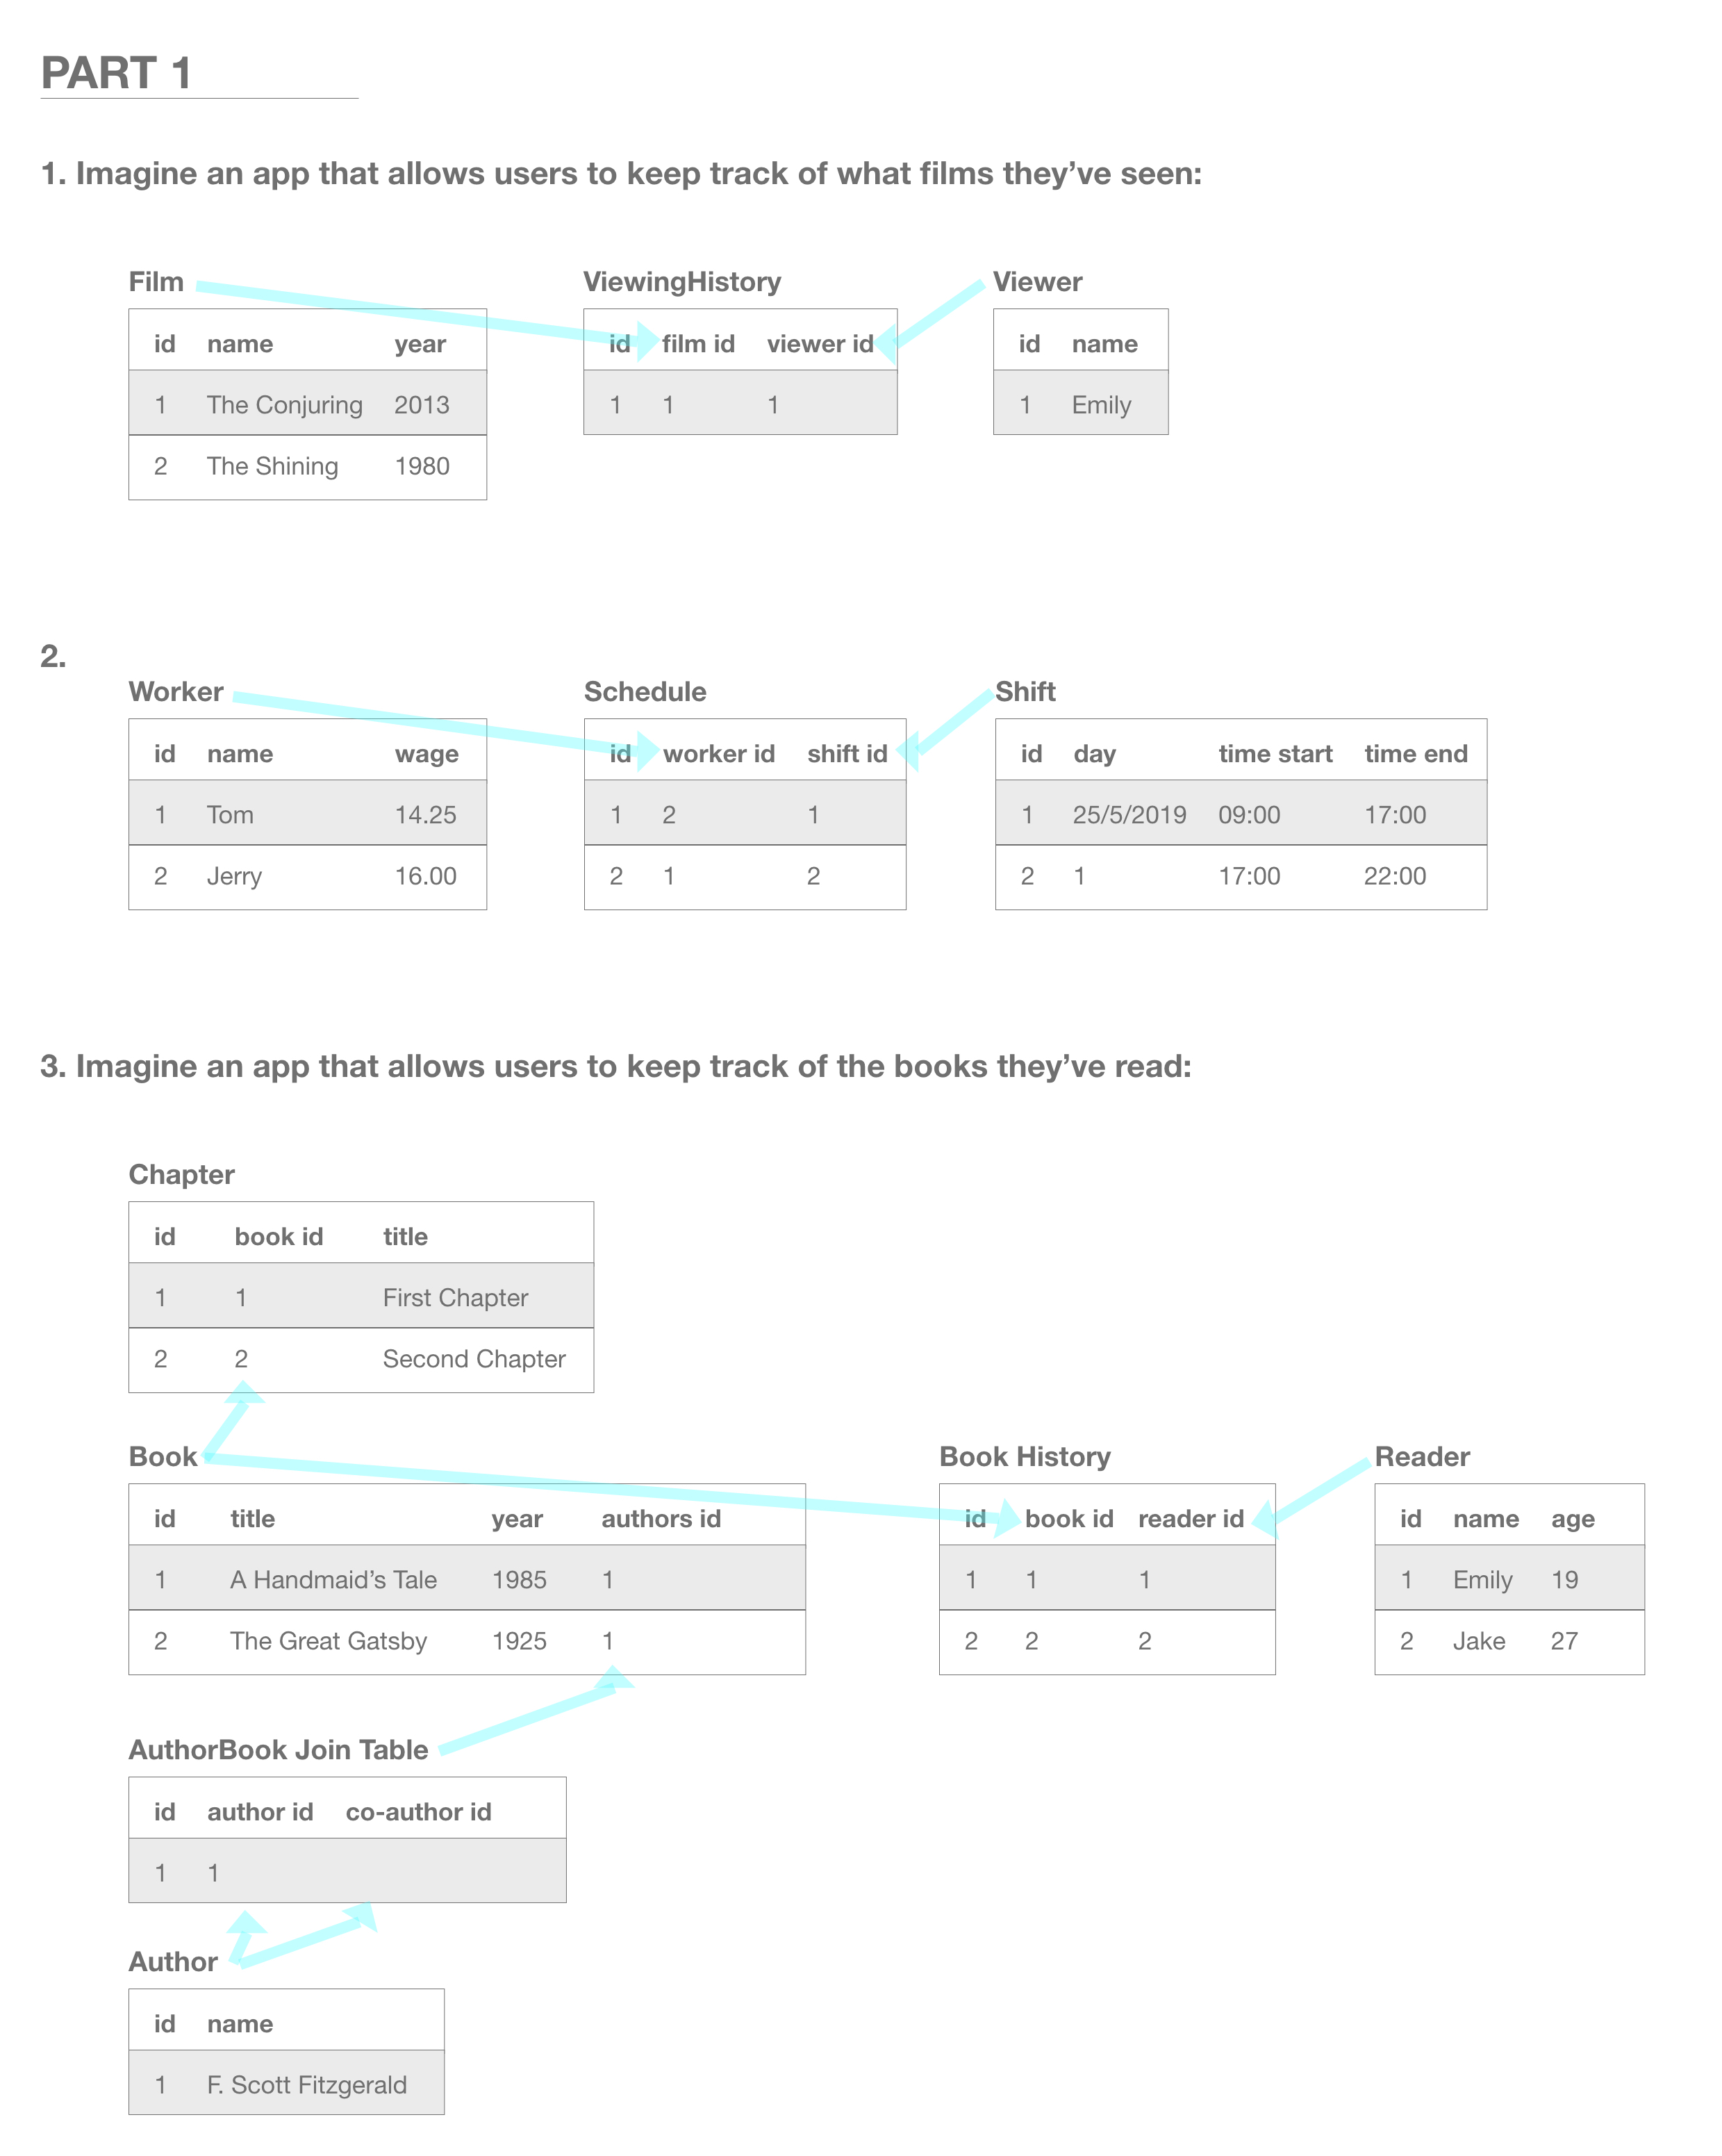 PART 1
1. Imagine an app that allows users to keep track of what films they’ve seen:
Film ViewingHistory Viewer
id name year id film id viewer id id name
1 The Conjuring 2013 1 1 1 1 Emily
2 The Shining 1980
2.
Worker Schedule Shift
id name wage id worker id shift id id day time start time end
1 Tom 14.25 1 2 1 1 25/5/2019 09:00 17:00
2 Jerry 16.00 2 1 2 2 1 17:00 22:00
3. Imagine an app that allows users to keep track of the books they’ve read:
Chapter
id book id title
1 1 First Chapter
2 2 Second Chapter
Book Book History Reader
id title year authors id id book id reader id id name age
1 A Handmaid’s Tale 1985 1 1 1 1 1 Emily 19
2 The Great Gatsby 1925 1 2 2 2 2 Jake 27
AuthorBook Join Table
id author id co-author id
1 1
Author
id name
1 F. Scott Fitzgerald